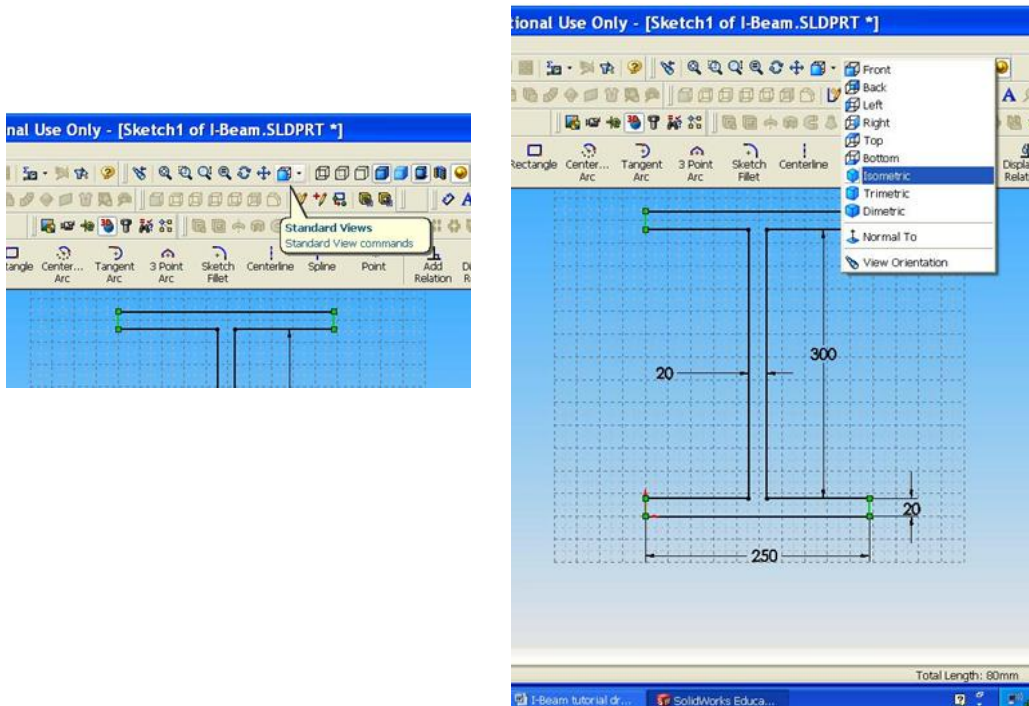 nal Use Only - [Sketch1 of I-Beam.SLDPRT *]
Standard Views
Standard View commands
tangle Center... Tangent 3 Point Sketch Centerline Spline Point Add
Arc Arc Arc Fillet Relation
tional Use Only - [Sketch1 of I-Beam.SLDPRT *]
Front
Back
Left
Right
Top
Bottom
Isometric
Trimetric
Dimetric
Normal To
View Orientation
Rectangle Center... Tangent 3 Point Sketch Centerline Displa
Arc Arc Arc Fillet Relat
300
20
20
250
Total Length: 80mm
I-Beam tutorial dr... SolidWorks Educa...